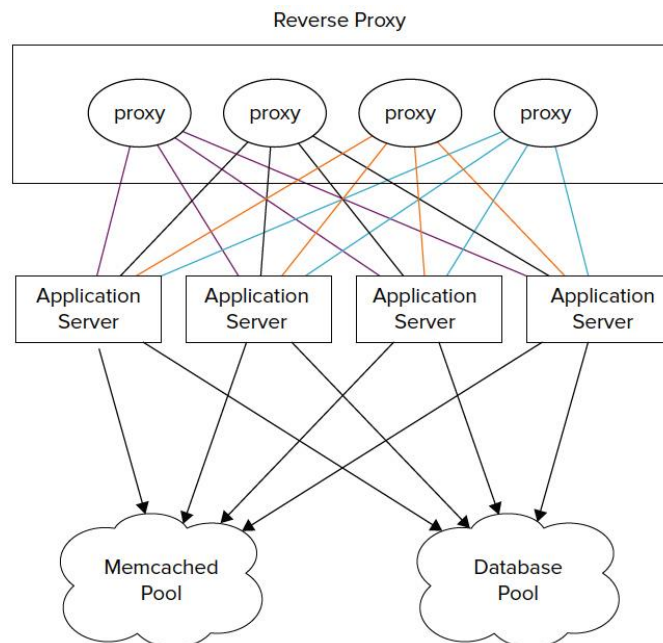 Reverse Proxy
proxy
proxy
proxy
proxy
Application
Server
Application
Server
Application
Server
Application
Server
Memcached
Pool
Database
Pool